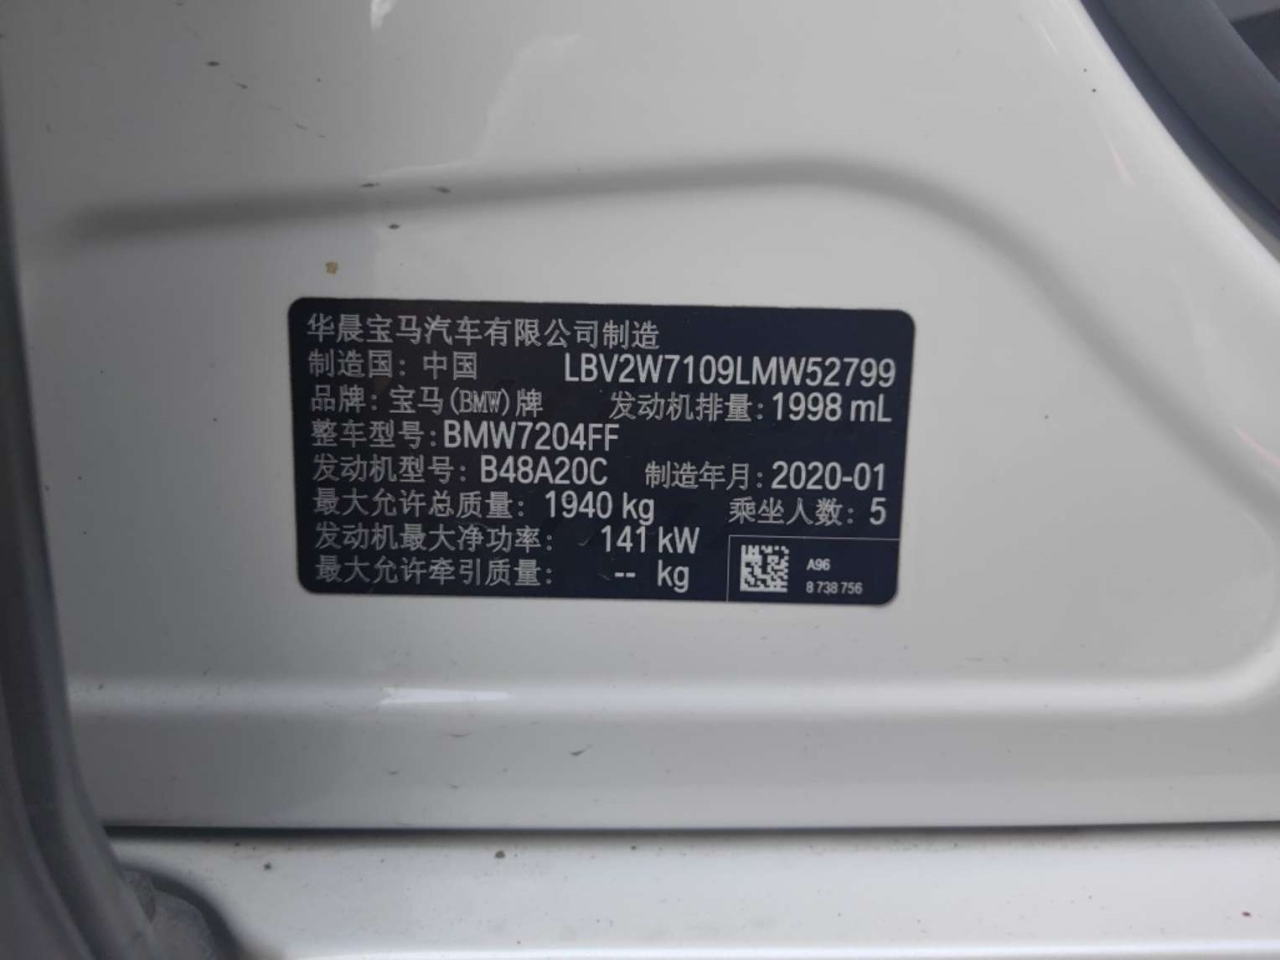 华晨宝马汽车有限公司制造
制造国：中国 LBV2W7109LMW52799
品牌：宝马(BMW)牌 发动机排量：1998 mL
整车型号：BMW7204FF
发动机型号：B48A20C 制造年月：2020-01
最大允许总质量：1940 kg 乘坐人数：5
发动机最大净功率：141 kW
最大允许牵引质量：-- kg
A96
8 738 756